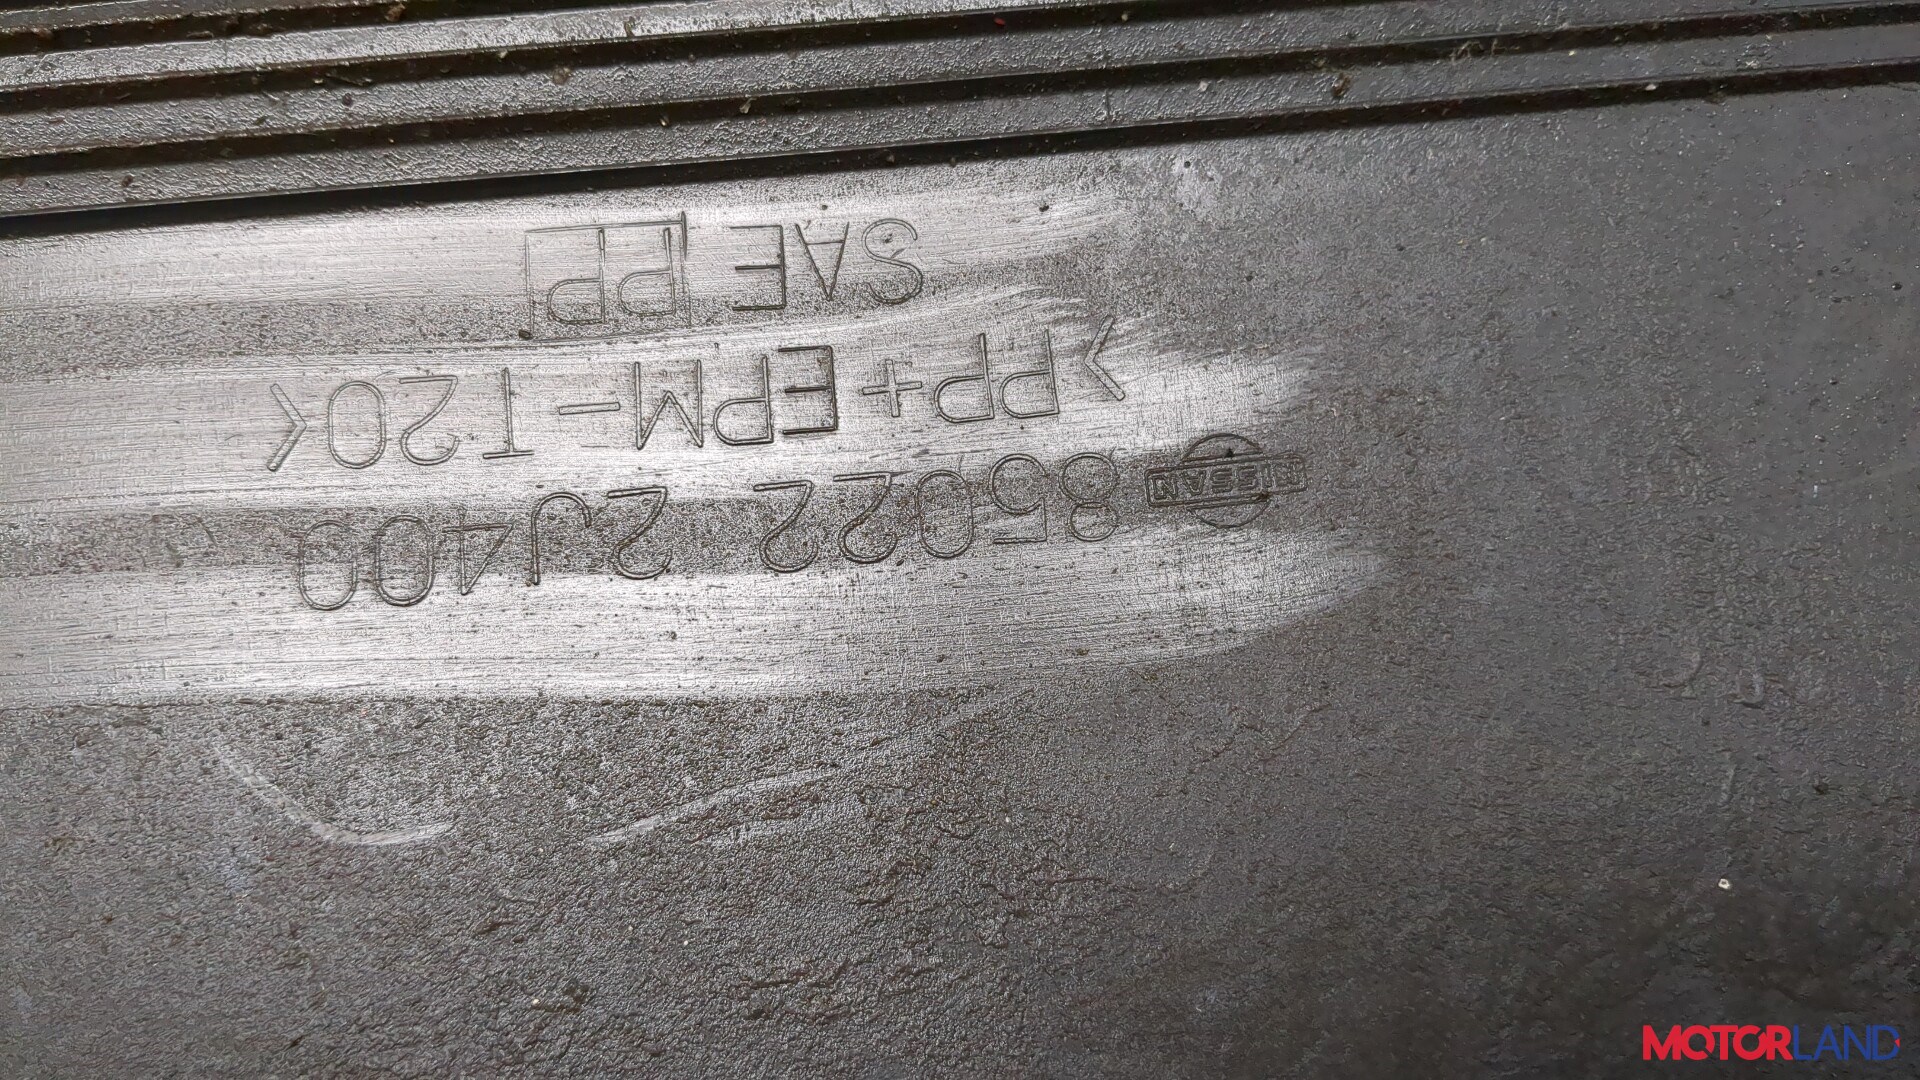 NISSAN 85022 2J400
>PP+EPM-T20<
SAE PP
MOTORLAND